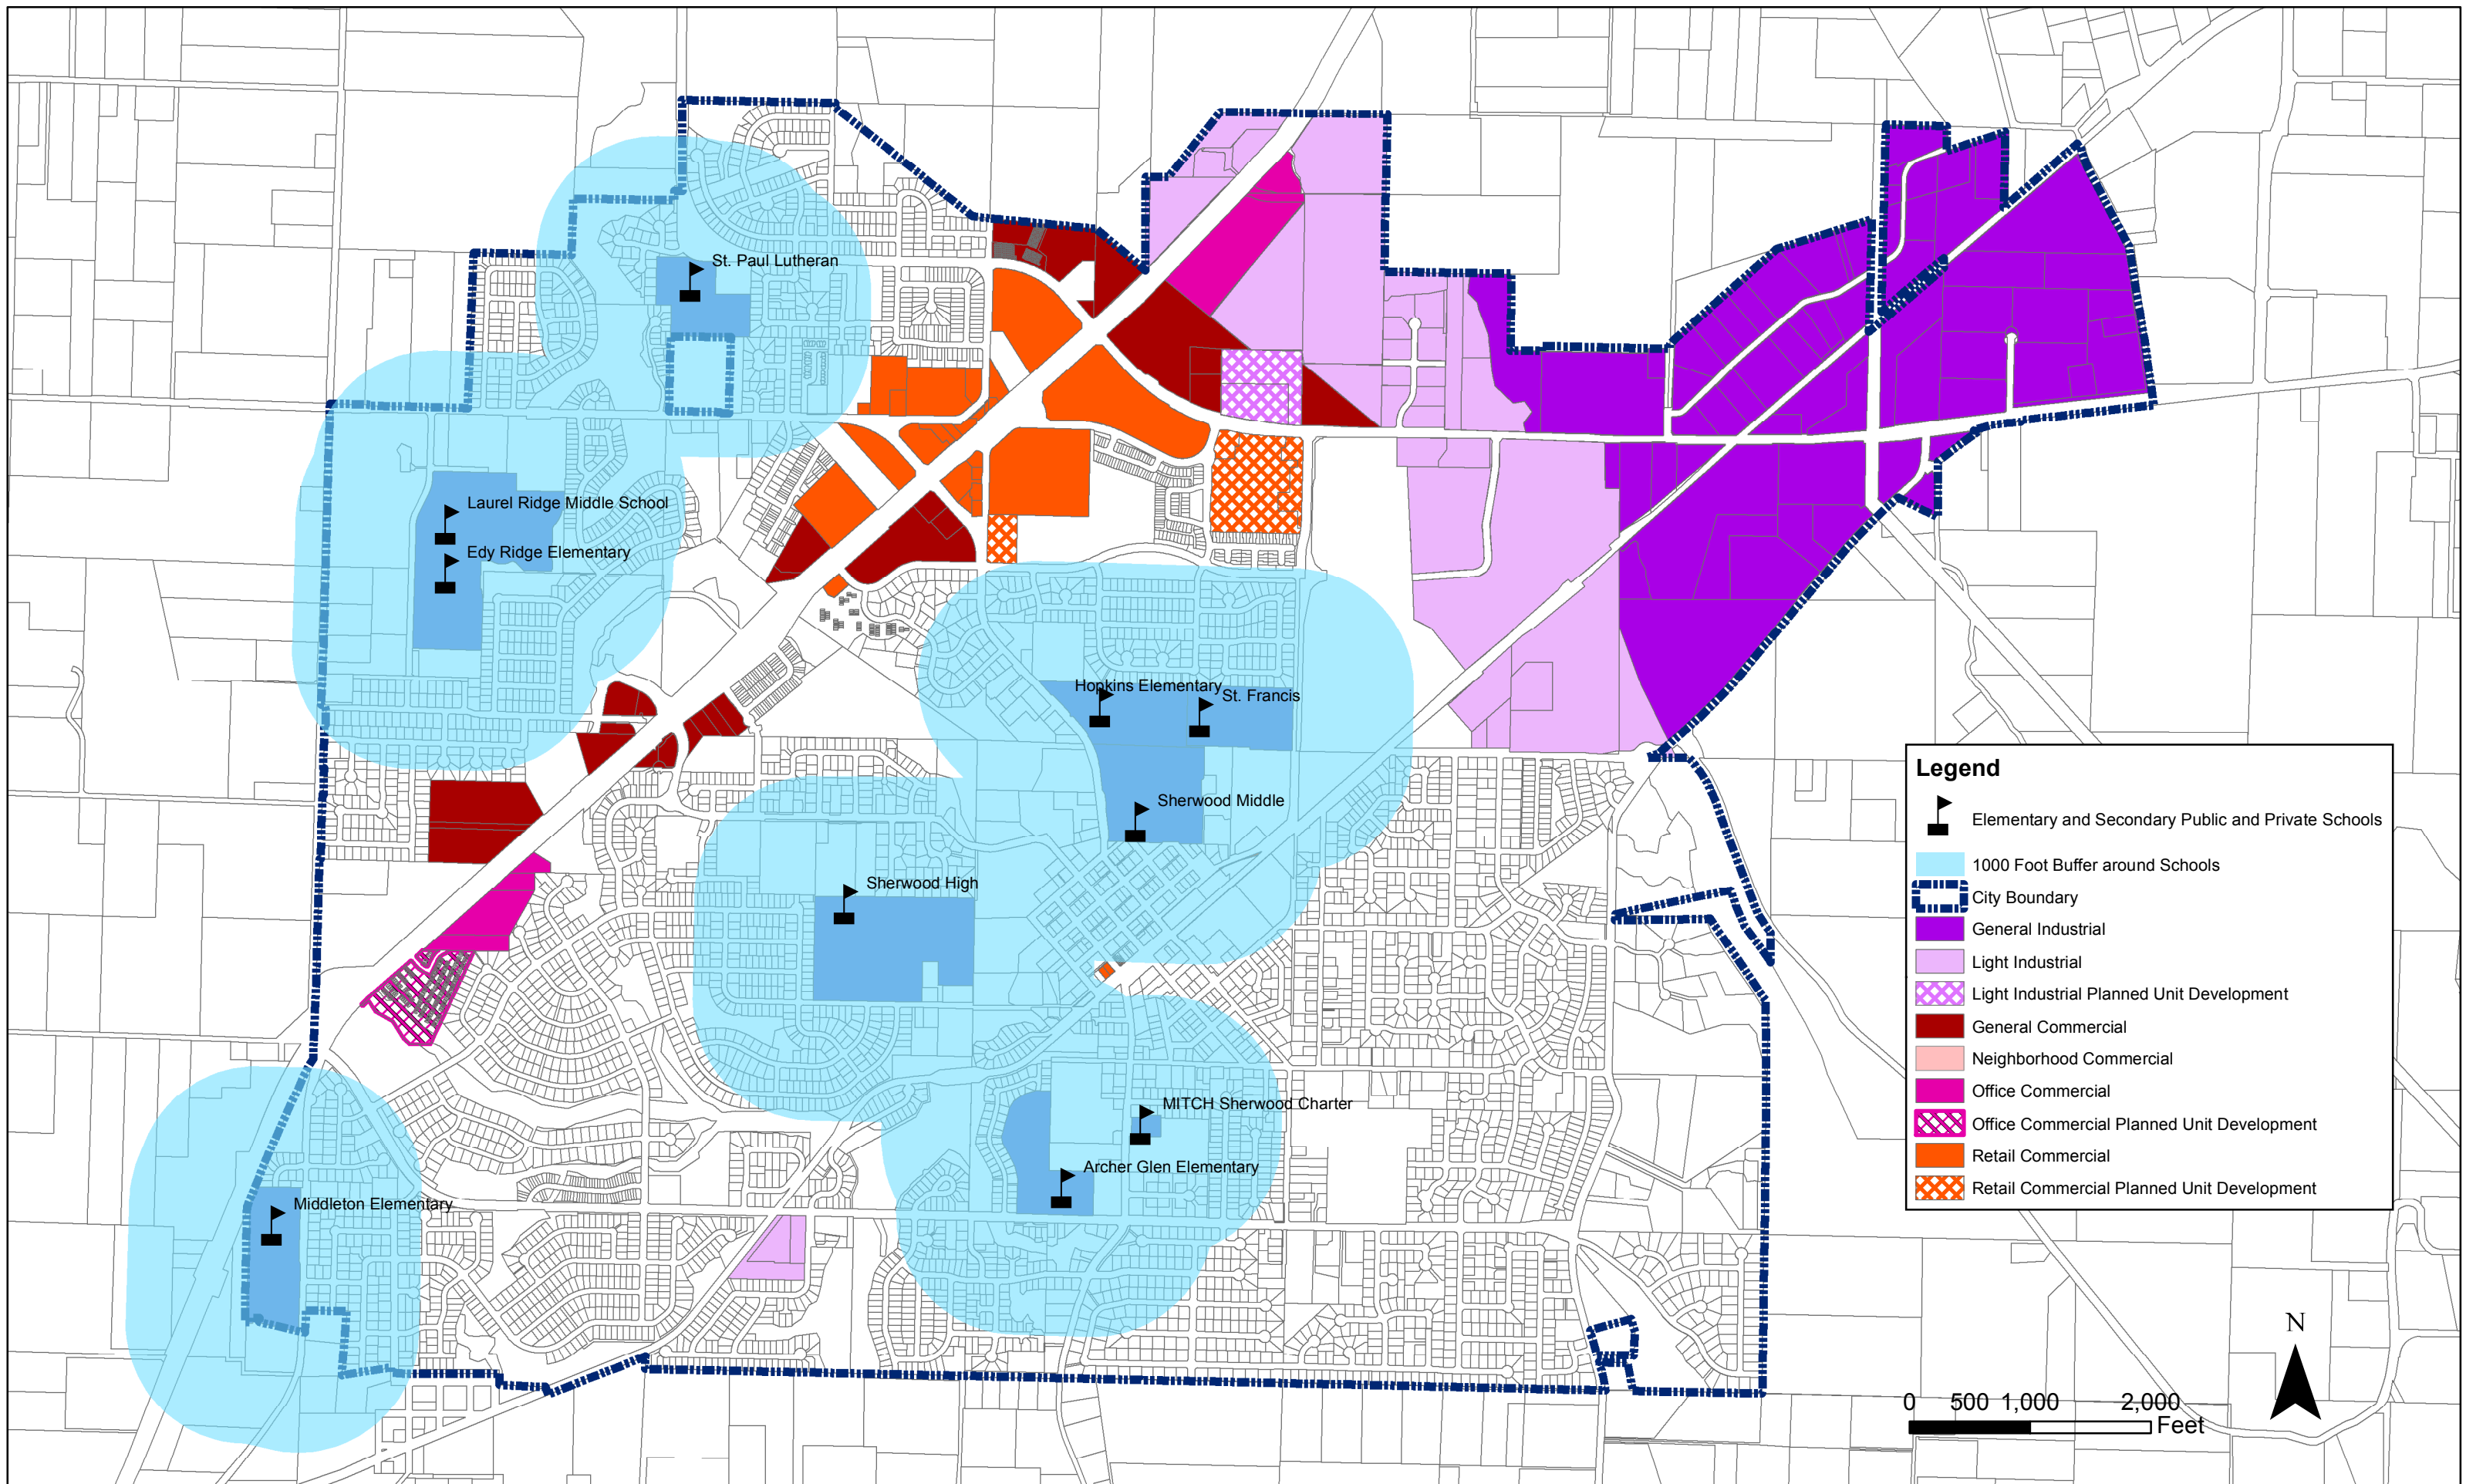 St. Paul Lutheran
Laurel Ridge Middle School
Edy Ridge Elementary
Hopkins Elementary
St. Francis
Sherwood Middle
Sherwood High
MITCH Sherwood Charter
Archer Glen Elementary
Middleton Elementary
Legend
Elementary and Secondary Public and Private Schools
1000 Foot Buffer around Schools
City Boundary
General Industrial
Light Industrial
Light Industrial Planned Unit Development
General Commercial
Neighborhood Commercial
Office Commercial
Office Commercial Planned Unit Development
Retail Commercial
Retail Commercial Planned Unit Development
N
0 500 1,000 2,000
Feet